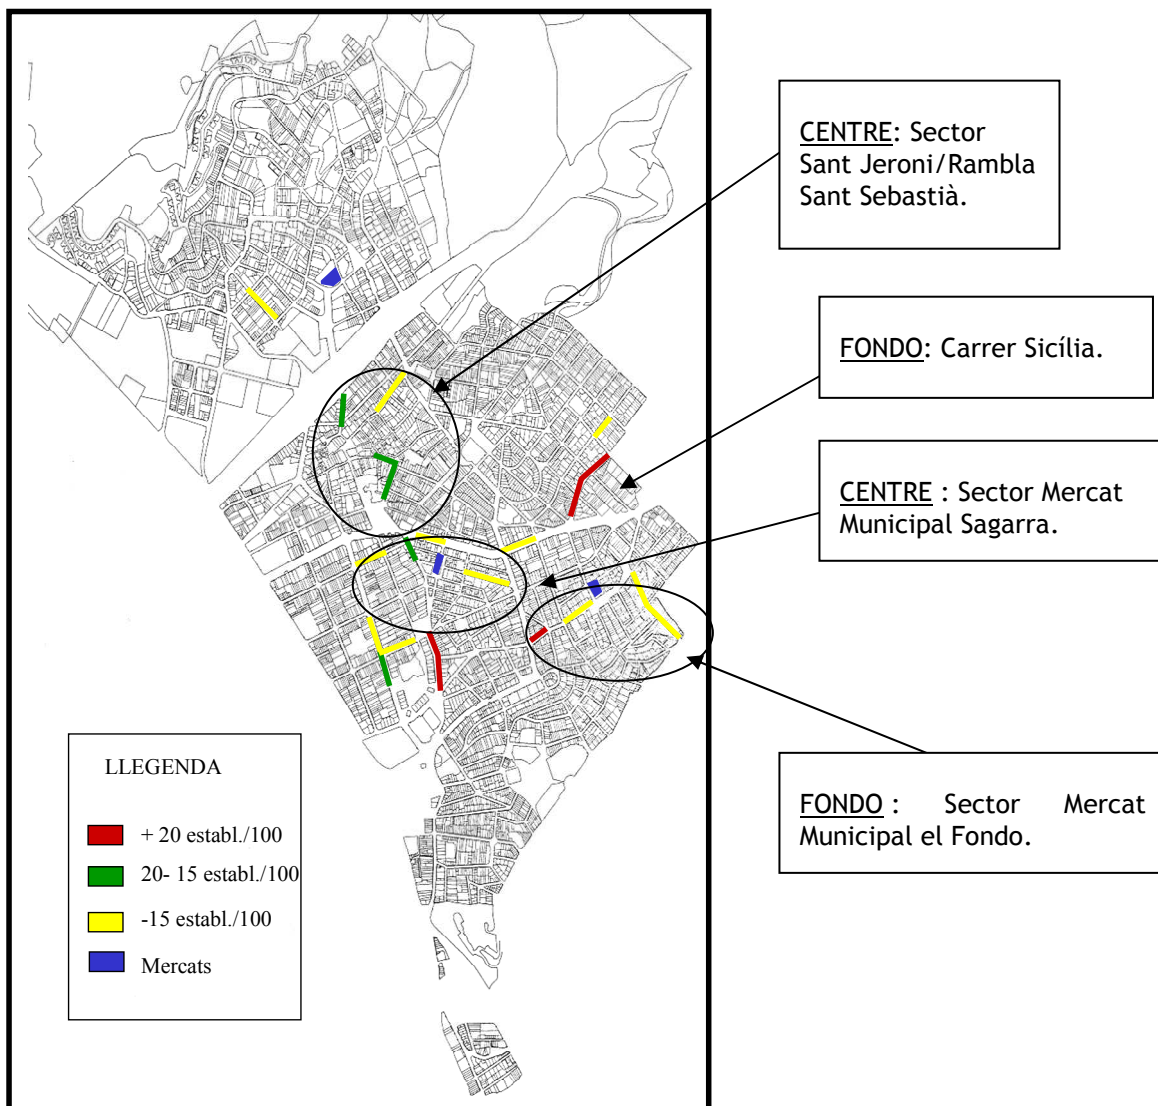 CENTRE: Sector
Sant Jeroni/Rambla
Sant Sebastià.
FONDO: Carrer Sicília.
CENTRE : Sector Mercat
Municipal Sagarra.
FONDO : Sector Mercat
Municipal el Fondo.
LLEGENDA
+ 20 establ./100
20- 15 establ./100
-15 establ./100
Mercats